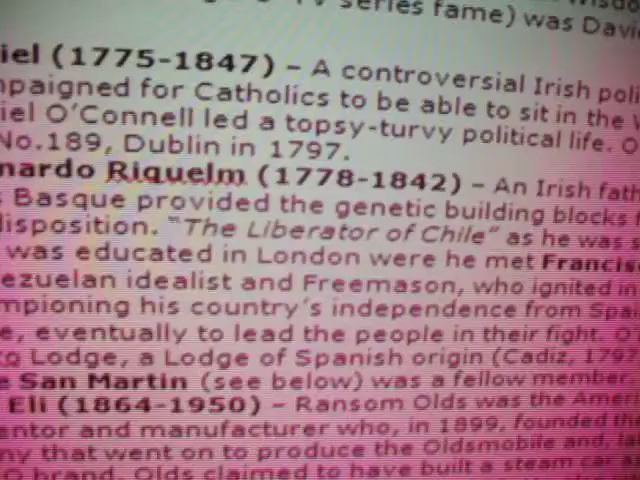 series fame) was Davi
iel (1775-1847) – A controversial Irish poli
mpaigned for Catholics to be able to sit in the
iel O'Connell led a topsy-turvy political life. O
No.189, Dublin in 1797.
nardo Riquelm (1778-1842) – An Irish fath
s Basque provided the genetic building blocks
disposition. "The Liberator of Chile" as he was
was educated in London were he met Francis
ezuelan idealist and Freemason, who ignited in
mpioning his country's independence from Spa
e, eventually to lead the people in their fight. O
ro Lodge, a Lodge of Spanish origin (Cadiz, 1797
e San Martin (see below) was a fellow member.
Eli (1864-1950) – Ransom Olds was the Amer
entor and manufacturer who, in 1899, founded th
ny that went on to produce the Oldsmobile and, la
O brand. Olds claimed to have built a steam car a